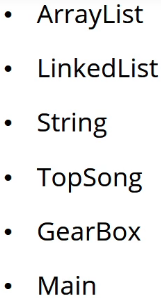 • ArrayList
• LinkedList
• String
• TopSong
• GearBox
• Main